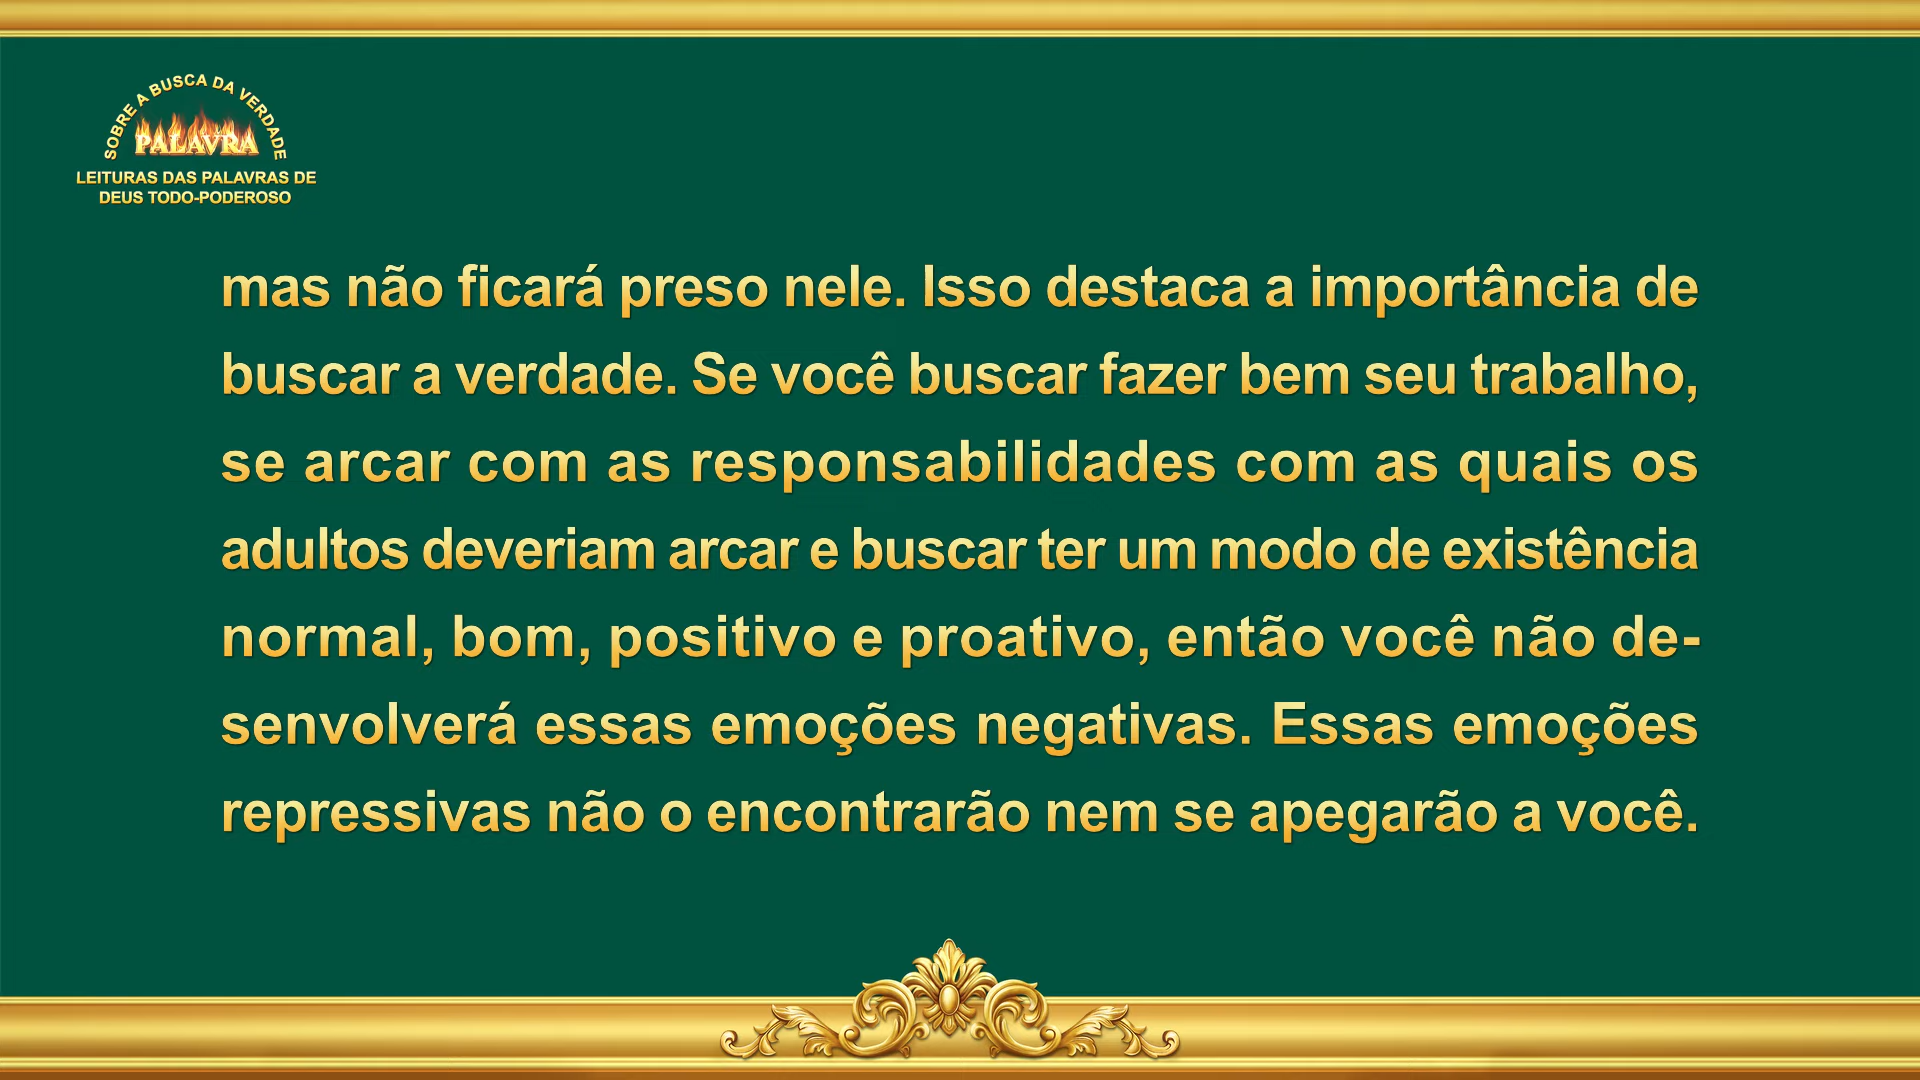 SOBRE A BUSCA DA VERDADE
PALAVRA
LEITURAS DAS PALAVRAS DE
DEUS TODO-PODEROSO
mas não ficará preso nele. Isso destaca a importância de
buscar a verdade. Se você buscar fazer bem seu trabalho,
se arcar com as responsabilidades com as quais os
adultos deveriam arcar e buscar ter um modo de existência
normal, bom, positivo e proativo, então você não de-
senvolverá essas emoções negativas. Essas emoções
repressivas não o encontrarão nem se apegarão a você.